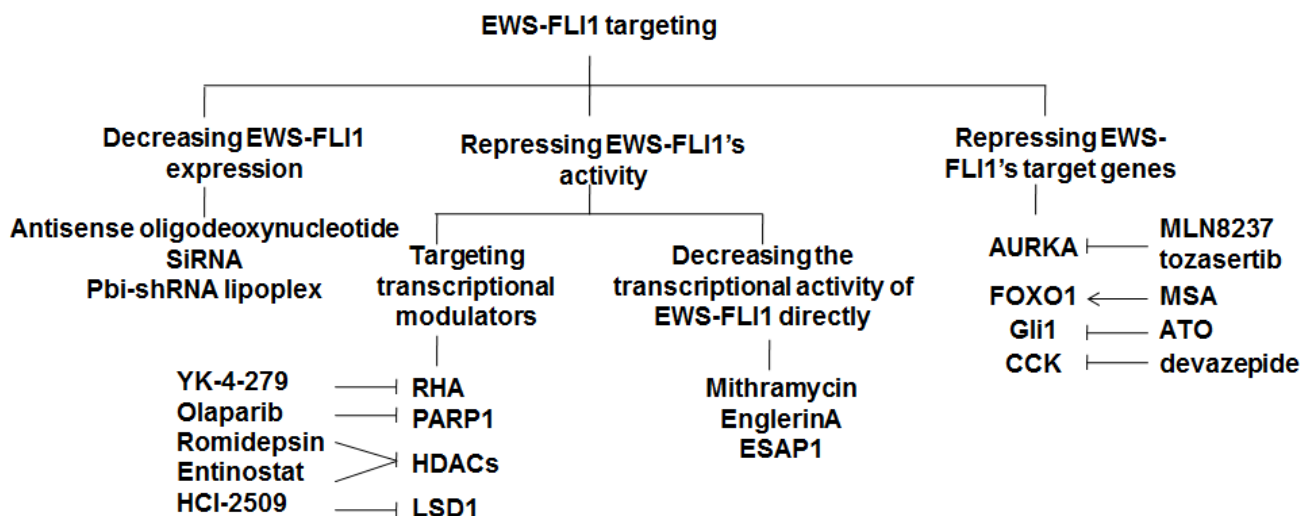 EWS-FLI1 targeting
Decreasing EWS-FLI1
expression
Antisense oligodeoxynucleotide
SiRNA
Pbi-shRNA lipoplex
Repressing EWS-FLI1's
activity
Targeting
transcriptional
modulators
YK-4-279
RHA
Olaparib
PARP1
Romidepsin
Entinostat
HDACs
HCI-2509
LSD1
Decreasing the
transcriptional activity of
EWS-FLI1 directly
Mithramycin
EnglerinA
ESAP1
Repressing EWS-
FLI1's target genes
AURKA
MLN8237
tozasertib
FOXO1
MSA
Gli1
ATO
CCK
devazepide